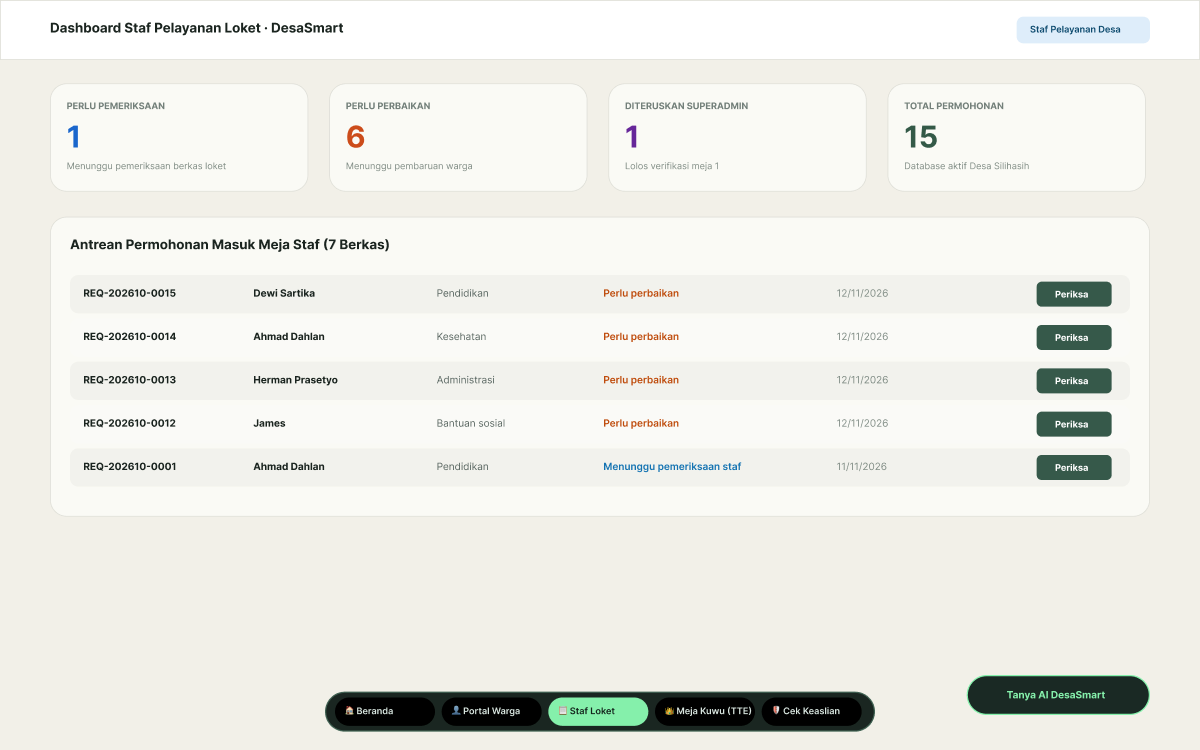 Dashboard Staf Pelayanan Loket · DesaSmart
Staf Pelayanan Desa
PERLU PEMERIKSAAN
1
Menunggu pemeriksaan berkas loket
PERLU PERBAIKAN
6
Menunggu pembaruan warga
DITERUSKAN SUPERADMIN
1
Lolos verifikasi meja 1
TOTAL PERMOHONAN
15
Database aktif Desa Silihasih
Antrean Permohonan Masuk Meja Staf (7 Berkas)
REQ-202610-0015 Dewi Sartika Pendidikan Perlu perbaikan 12/11/2026 Periksa
REQ-202610-0014 Ahmad Dahlan Kesehatan Perlu perbaikan 12/11/2026 Periksa
REQ-202610-0013 Herman Prasetyo Administrasi Perlu perbaikan 12/11/2026 Periksa
REQ-202610-0012 James Bantuan sosial Perlu perbaikan 12/11/2026 Periksa
REQ-202610-0001 Ahmad Dahlan Pendidikan Menunggu pemeriksaan staf 11/11/2026 Periksa
Tanya AI DesaSmart
Beranda Portal Warga Staf Loket Meja Kuwu (TTE) Cek Keaslian